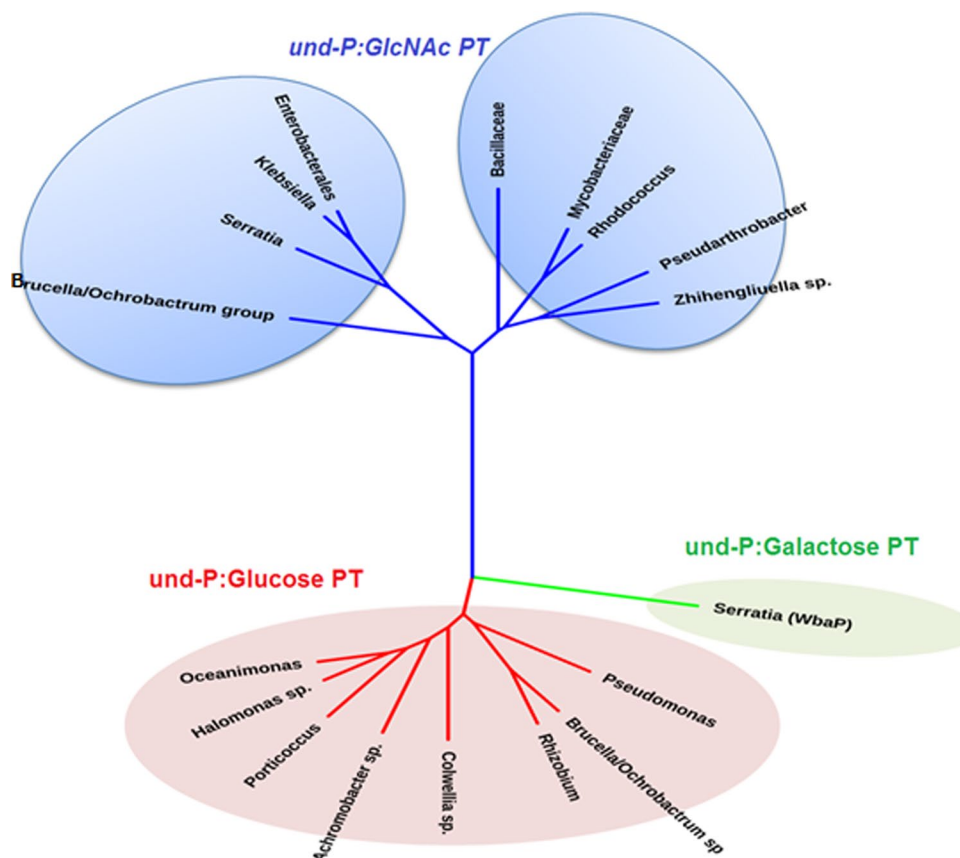 und-P:GlcNAc PT
Enterobacterales
Klebsiella
Serratia
Brucella/Ochrobactrum group
Bacillaceae
Mycobacteriaceae
Rhodococcus
Pseudarthrobacter
Zhihengliuella sp.
und-P:Galactose PT
Serratia (WbaP)
und-P:Glucose PT
Oceanimonas
Halomonas sp.
Porticoccus
Achromobacter sp.
Colwellia sp.
Rhizobium
Brucella/Ochrobactrum sp
Pseudomonas